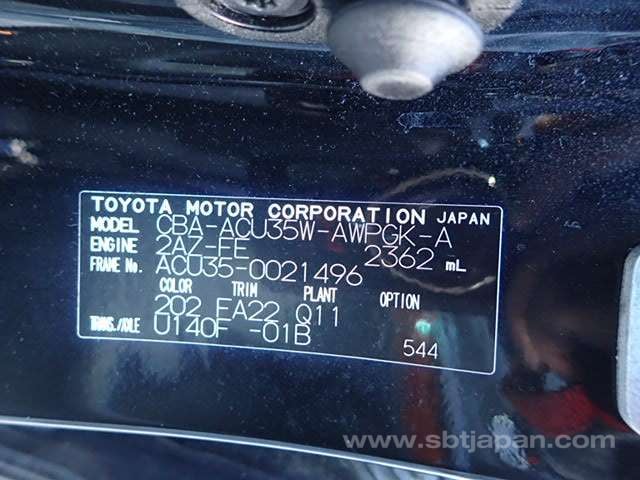 TOYOTA MOTOR CORPORATION JAPAN
MODEL CBA-ACU35W-AWPGK-A
ENGINE 2AZ-FE 2362 mL
FRAME No. ACU35-0021496
COLOR TRIM PLANT OPTION
202 FA22 Q11
TRANS./AXLE U140F -01B
544
www.sbtjapan.com